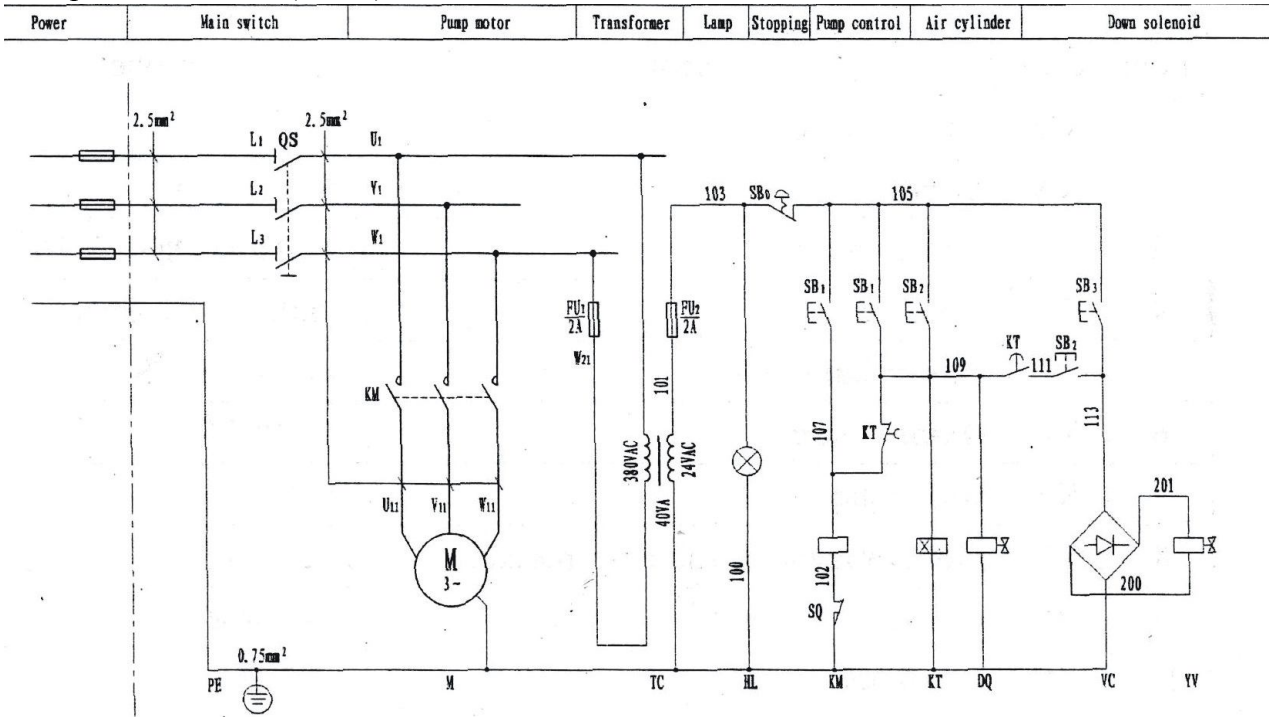 Power Main switch Pump motor Transformer Lamp Stopping Pump control Air cylinder Down solenoid
2.5mm² 2.5mm²
L1 QS U1
L2 V1
L3 W1
103 SB0 105
SB1 SB1 SB2 SB3
FU1 FU2
2A 2A
W21
KT SB2
109 111
101
KM
107 KT 113
380VAC 24VAC
40VA
201
U11 V11 W11
M
3~
100 102 200
SQ
0.75mm²
PE M TC HL KM KT DQ VC YV